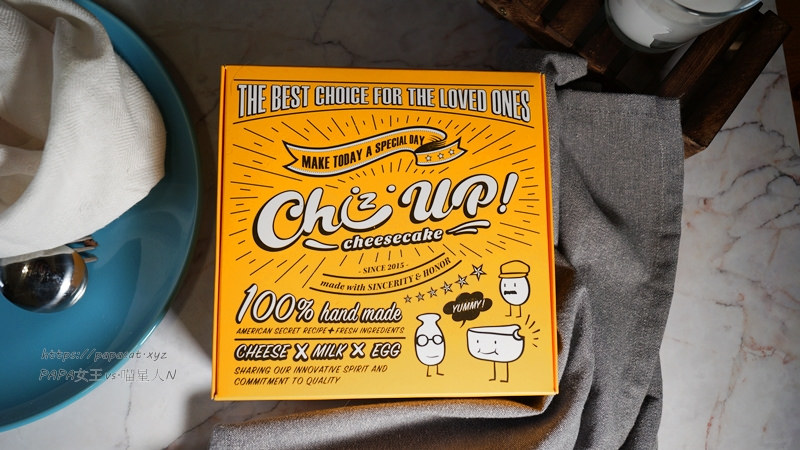 THE BEST CHOICE FOR THE LOVED ONES
MAKE TODAY A SPECIAL DAY
Chiz UP!
cheesecake
- SINCE 2015 -
made with SINCERITY & HONOR
100% hand made
AMERICAN SECRET RECIPE + FRESH INGREDIENTS
YUMMY!
CHEESE X MILK X EGG
SHARING OUR INNOVATIVE SPIRIT AND
COMMITMENT TO QUALITY
https://papacat.xyz
PAPA女王vs.喵星人N